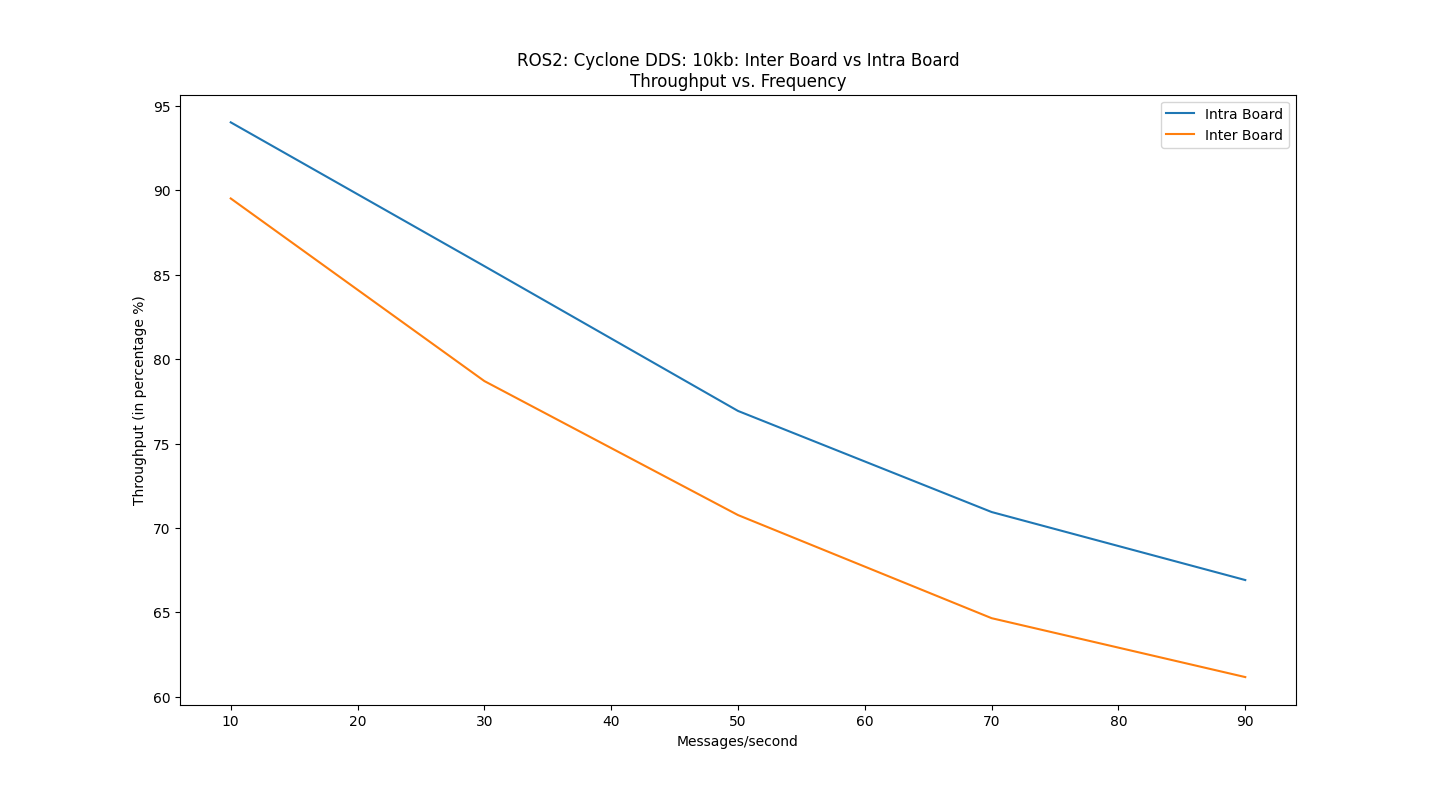 ROS2: Cyclone DDS: 10kb: Inter Board vs Intra Board
Throughput vs. Frequency
Intra Board
Inter Board
Throughput (in percentage %)
95
90
85
80
75
70
65
60
10 20 30 40 50 60 70 80 90
Messages/second